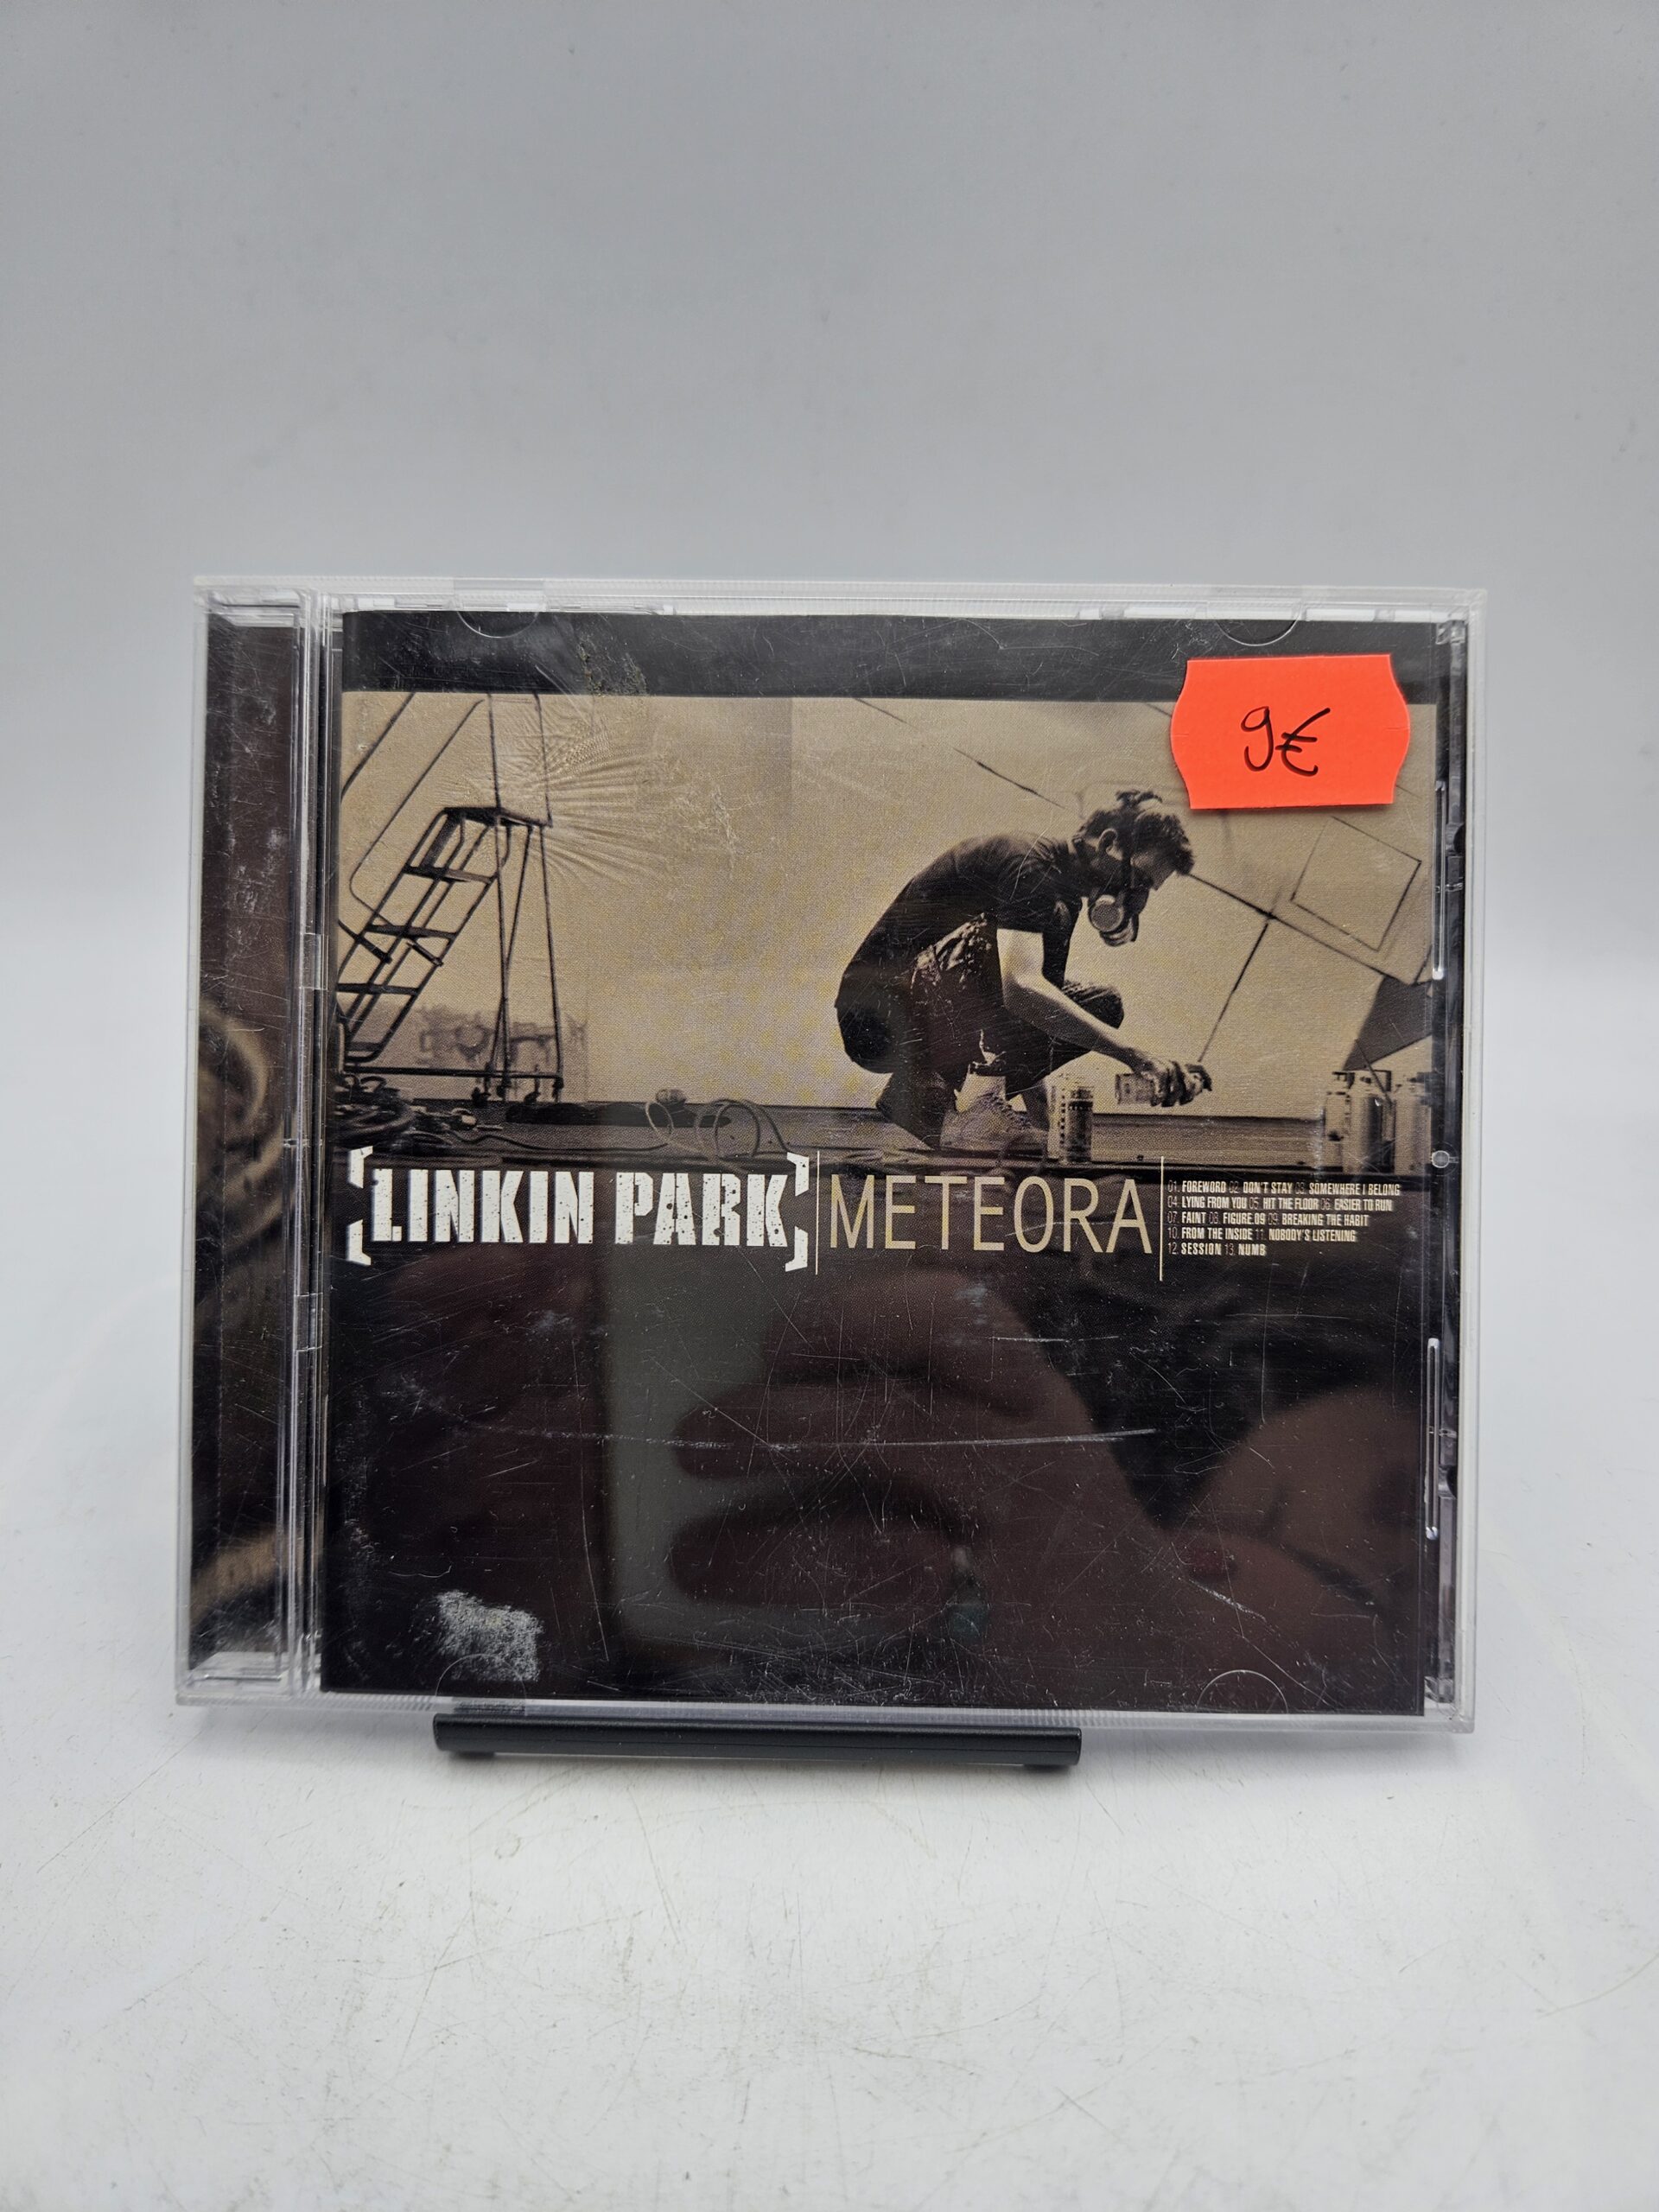 9€
[LINKIN PARK]
METEORA
01. FOREWORD 02. DON'T STAY 03. SOMEWHERE I BELONG
04. LYING FROM YOU 05. HIT THE FLOOR 06. EASIER TO RUN
07. FAINT 08. FIGURE.09 09. BREAKING THE HABIT
10. FROM THE INSIDE 11. NOBODY'S LISTENING
12. SESSION 13. NUMB